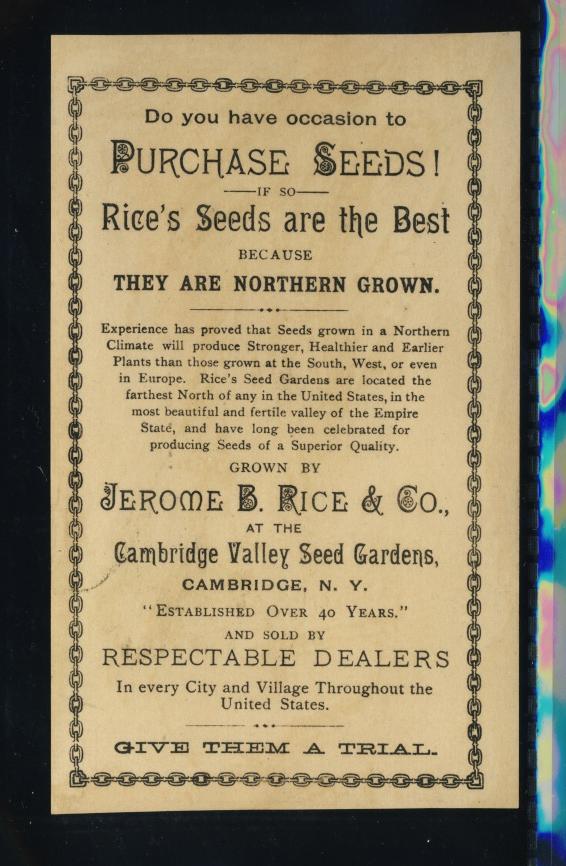 Do you have occasion to
PURCHASE SEEDS!
IF SO
Rice's Seeds are the Best
BECAUSE
THEY ARE NORTHERN GROWN.
Experience has proved that Seeds grown in a Northern
Climate will produce Stronger, Healthier and Earlier
Plants than those grown at the South, West, or even
in Europe. Rice's Seed Gardens are located the
farthest North of any in the United States, in the
most beautiful and fertile valley of the Empire
State, and have long been celebrated for
producing Seeds of a Superior Quality.
GROWN BY
JEROME B. RICE & CO.,
AT THE
Cambridge Valley Seed Gardens,
CAMBRIDGE, N. Y.
"ESTABLISHED OVER 40 YEARS."
AND SOLD BY
RESPECTABLE DEALERS
In every City and Village Throughout the
United States.
GIVE THEM A TRIAL.